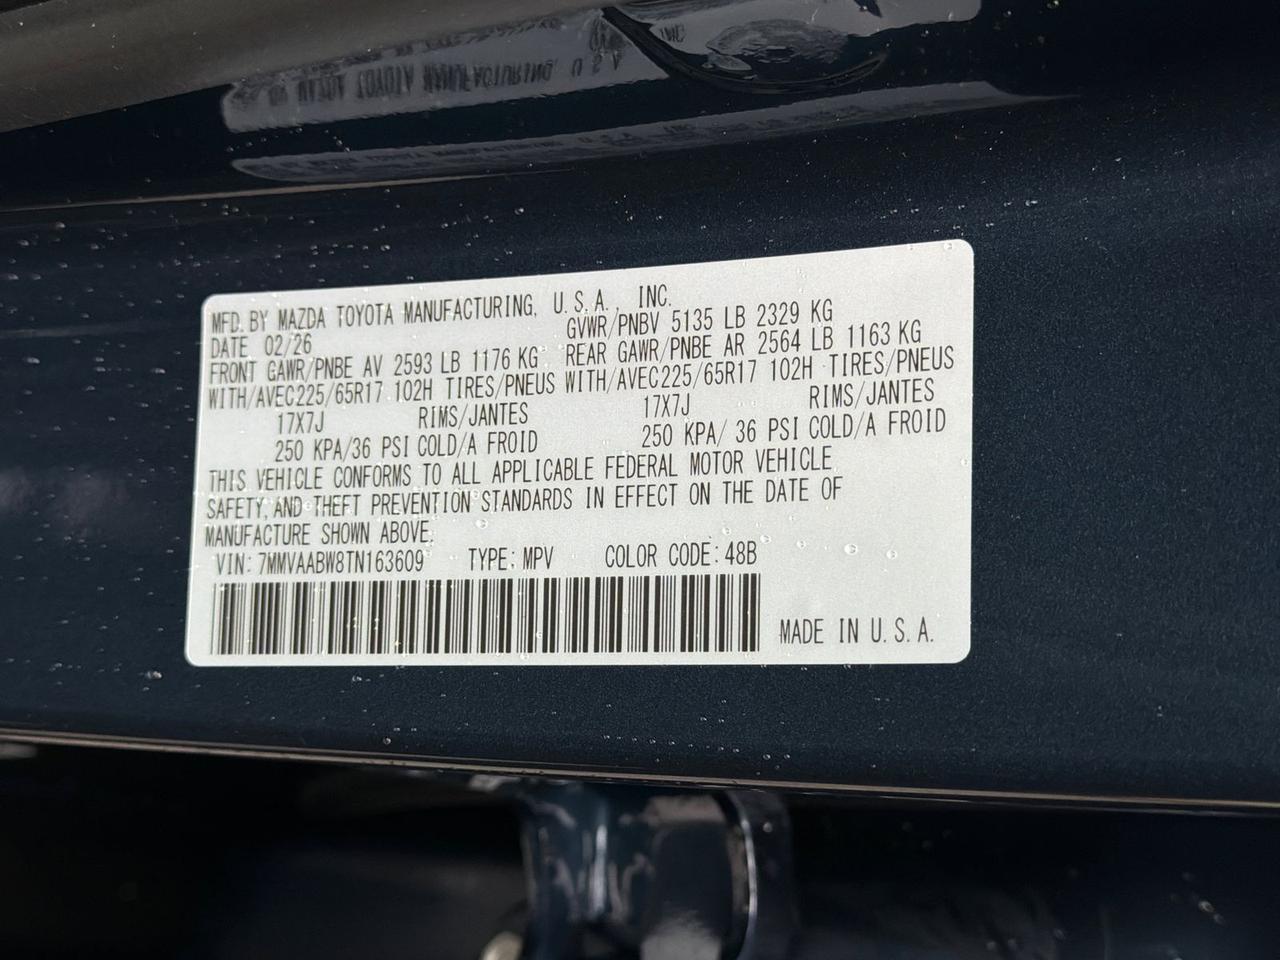 MFD. BY MAZDA TOYOTA MANUFACTURING, U.S.A., INC.
DATE 02/26 GVWR/PNBV 5135 LB 2329 KG
FRONT GAWR/PNBE AV 2593 LB 1176 KG REAR GAWR/PNBE AR 2564 LB 1163 KG
WITH/AVEC225/65R17 102H TIRES/PNEUS WITH/AVEC225/65R17 102H TIRES/PNEUS
17X7J RIMS/JANTES 17X7J RIMS/JANTES
250 KPA/36 PSI COLD/A FROID 250 KPA/ 36 PSI COLD/A FROID
THIS VEHICLE CONFORMS TO ALL APPLICABLE FEDERAL MOTOR VEHICLE
SAFETY, AND THEFT PREVENTION STANDARDS IN EFFECT ON THE DATE OF
MANUFACTURE SHOWN ABOVE.
VIN: 7MMVAABW8TN163609 TYPE: MPV COLOR CODE: 48B
MADE IN U.S.A.